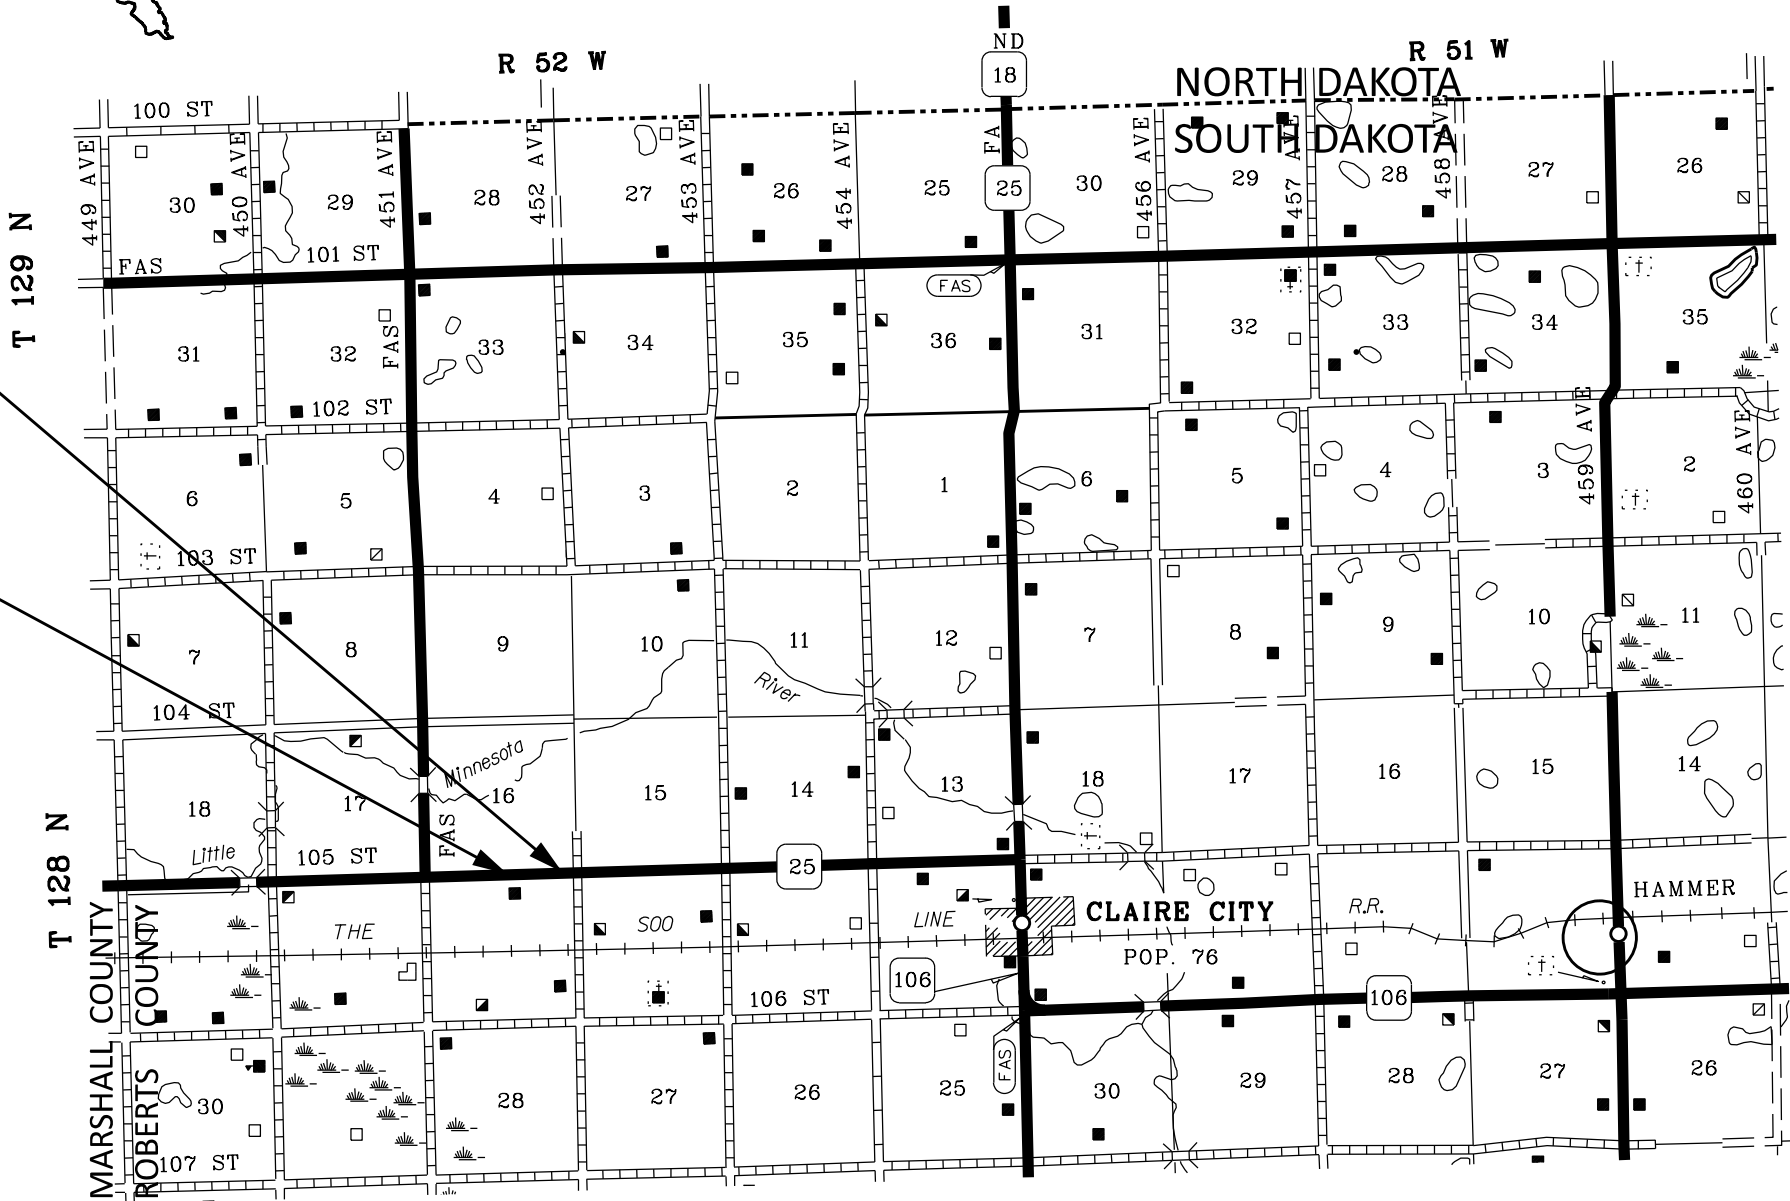 ND
R 52 W
R 51 W
18
NORTH DAKOTA
SOUTH DAKOTA
100 ST
449 AVE
450 AVE
451 AVE
452 AVE
453 AVE
454 AVE
FA
456 AVE
457 AVE
458 AVE
30
29
28
27
26
25
25
30
29
28
27
26
T 129 N
101 ST
FAS
FAS
31
32
FAS
33
34
35
36
31
32
33
34
35
102 ST
459 AVE
460 AVE
6
5
4
3
2
1
6
5
4
3
2
103 ST
7
8
9
10
11
12
7
8
9
10
11
River
104 ST
Minnesota
18
17
16
15
14
13
18
17
16
15
14
T 128 N
Little
105 ST
FAS
25
HAMMER
THE
SOO
LINE
CLAIRE CITY
R.R.
POP. 76
106
106 ST
106
FAS
MARSHALL COUNTY
ROBERTS COUNTY
30
28
27
26
25
30
29
28
27
26
107 ST